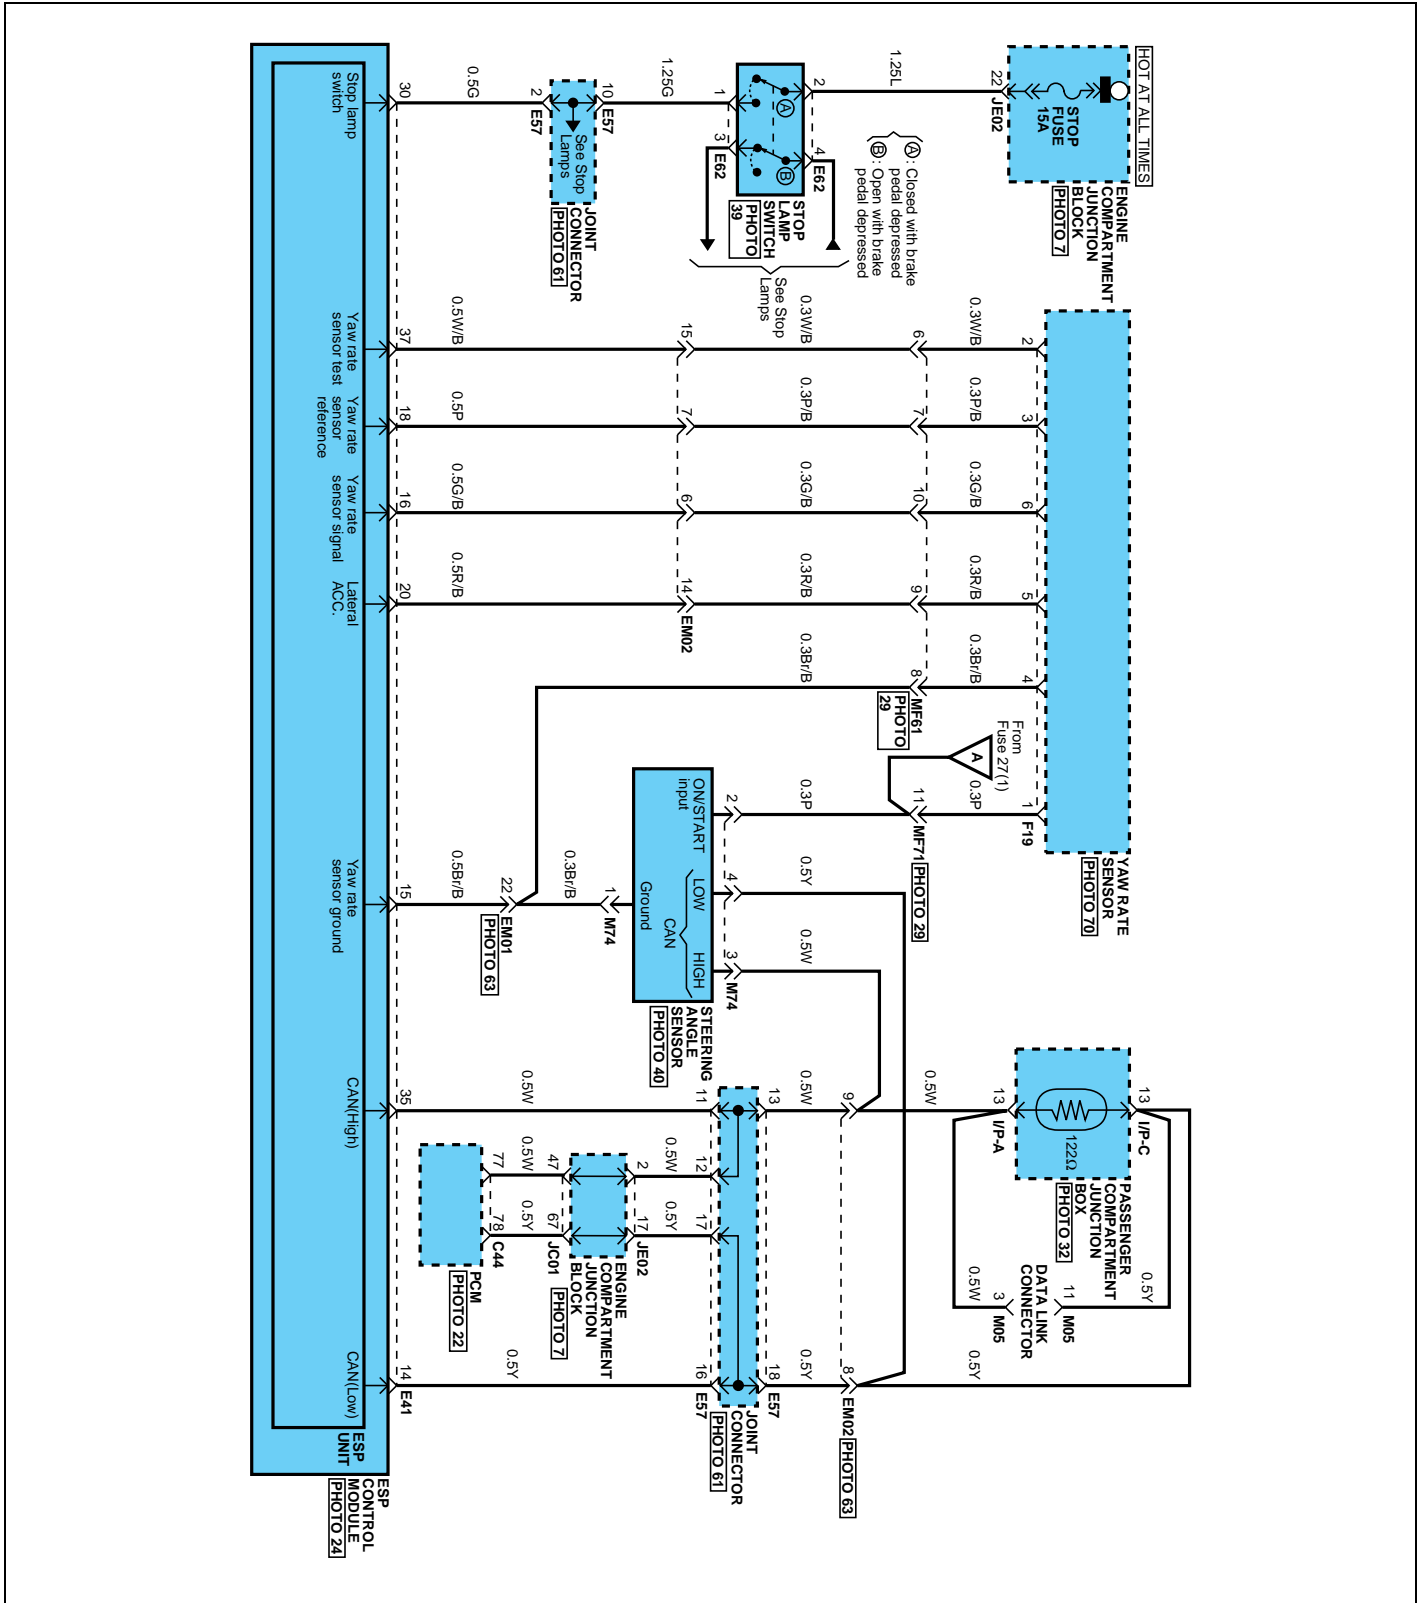 HOT AT ALL TIMES
STOP
FUSE
15A
ENGINE
COMPARTMENT
JUNCTION
BLOCK
PHOTO 7
22
JE02
1.25L
Ⓐ : Closed with brake
pedal depressed
Ⓑ : Open with brake
pedal depressed
2
4
E62
A
B
STOP
LAMP
SWITCH
PHOTO
39
1
3
E62
See Stop
Lamps
1.25G
10
E57
See Stop
Lamps
JOINT
CONNECTOR
PHOTO 61
2
E57
0.5G
30
Stop lamp
switch
YAW RATE
SENSOR
PHOTO 70
2
3
6
5
4
1
F19
0.3W/B
0.3P/B
0.3G/B
0.3R/B
0.3Br/B
0.3P
From
Fuse 27(1)
A
6
7
10
9
8
MF61
PHOTO
29
11
MF71
PHOTO 29
0.3W/B
0.3P/B
0.3G/B
0.3R/B
0.3Br/B
0.3P
0.5Y
0.5W
15
7
6
14
EM02
2
4
3
M74
ON/START
input
LOW
HIGH
CAN
Ground
STEERING
ANGLE
SENSOR
PHOTO 40
1
M74
0.3Br/B
22
EM01
PHOTO 63
0.5W/B
0.5P
0.5G/B
0.5R/B
0.5Br/B
37
18
16
20
15
Yaw rate
sensor test
Yaw rate
sensor
reference
Yaw rate
sensor signal
Lateral
ACC.
Yaw rate
sensor ground
13
I/P-C
122Ω
PASSENGER
COMPARTMENT
JUNCTION
BOX
PHOTO 32
13
I/P-A
0.5Y
11
M05
DATA LINK
CONNECTOR
3
M05
0.5W
0.5W
0.5Y
9
8
EM02
PHOTO 63
0.5W
0.5Y
13
18
E57
JOINT
CONNECTOR
PHOTO 61
11
12
17
16
E57
0.5W
0.5Y
2
17
JE02
ENGINE
COMPARTMENT
JUNCTION
BLOCK
PHOTO 7
47
67
JC01
0.5W
0.5Y
77
78
C44
PCM
PHOTO 22
0.5W
0.5Y
35
14
E41
CAN(High)
CAN(Low)
ESP
UNIT
ESP
CONTROL
MODULE
PHOTO 24